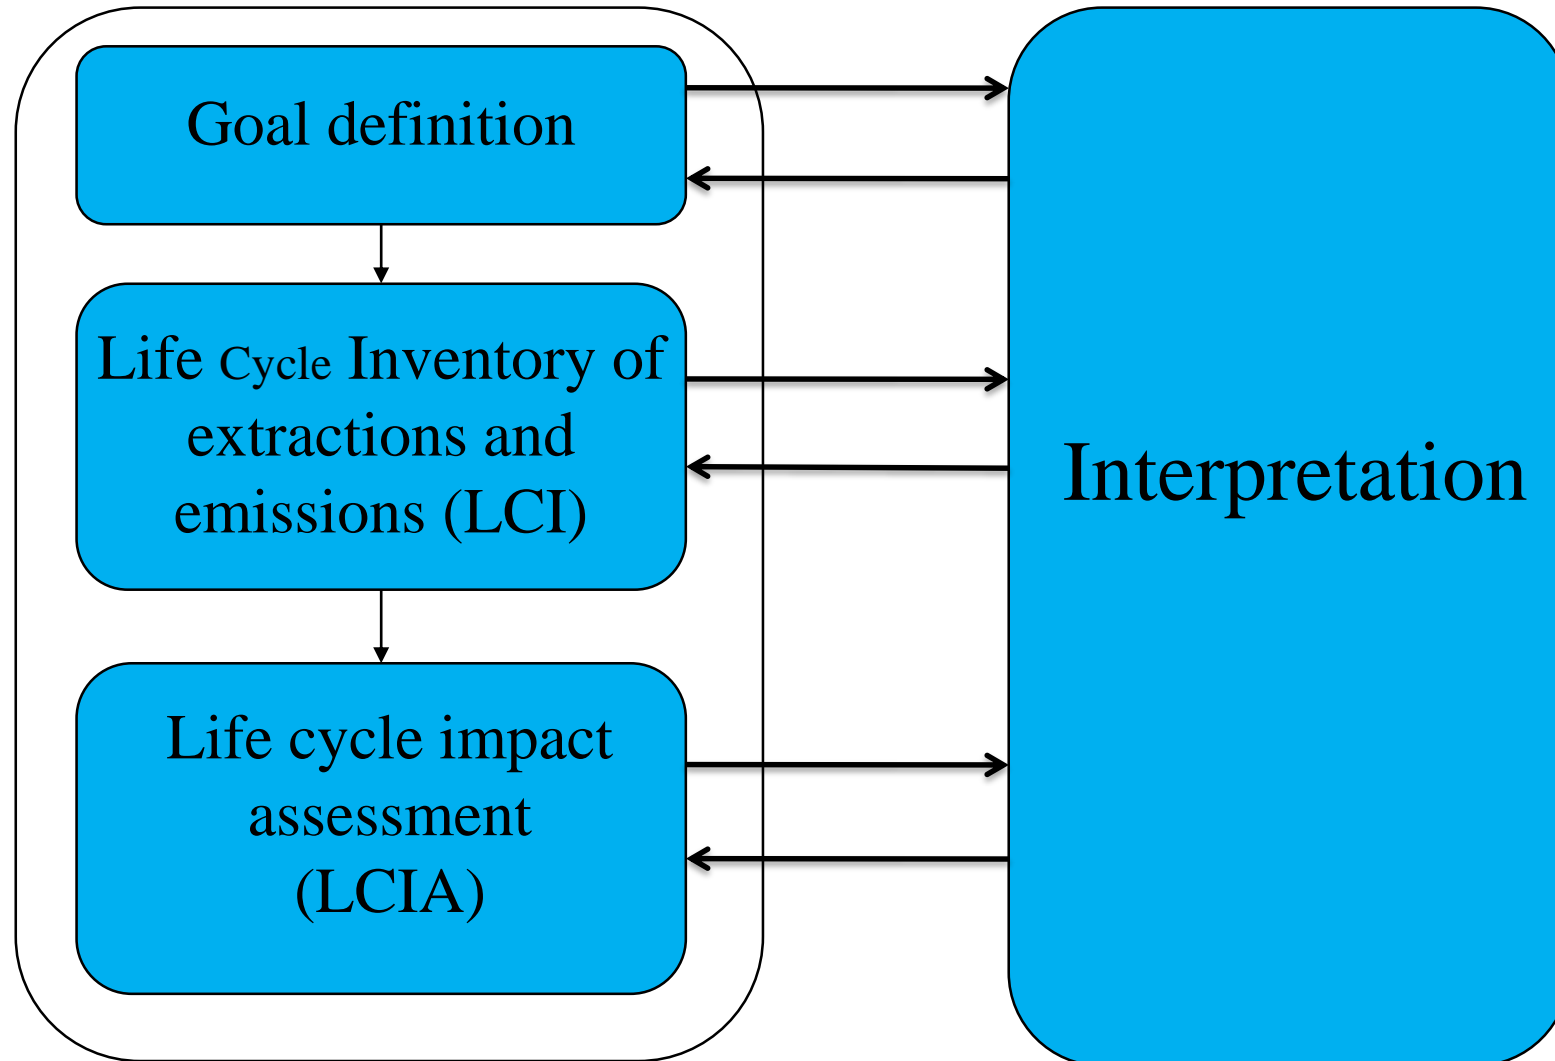 Goal definition
Life Cycle Inventory of
extractions and
emissions (LCI)
Life cycle impact
assessment
(LCIA)
Interpretation